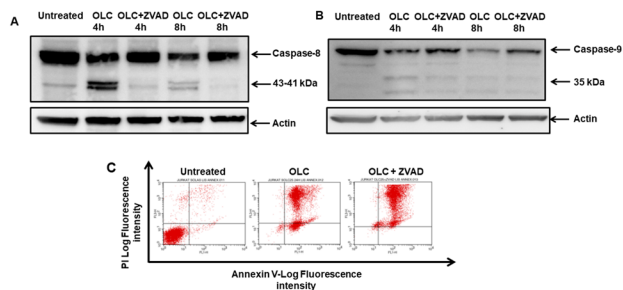 A
Untreated OLC OLC+ZVAD OLC OLC+ZVAD
4h 4h 8h 8h
Caspase-8
43-41 kDa
Actin
B
Untreated OLC OLC+ZVAD OLC OLC+ZVAD
4h 4h 8h 8h
Caspase-9
35 kDa
Actin
C
Untreated OLC OLC + ZVAD
PI Log Fluorescence
intensity
Annexin V-Log Fluorescence
intensity